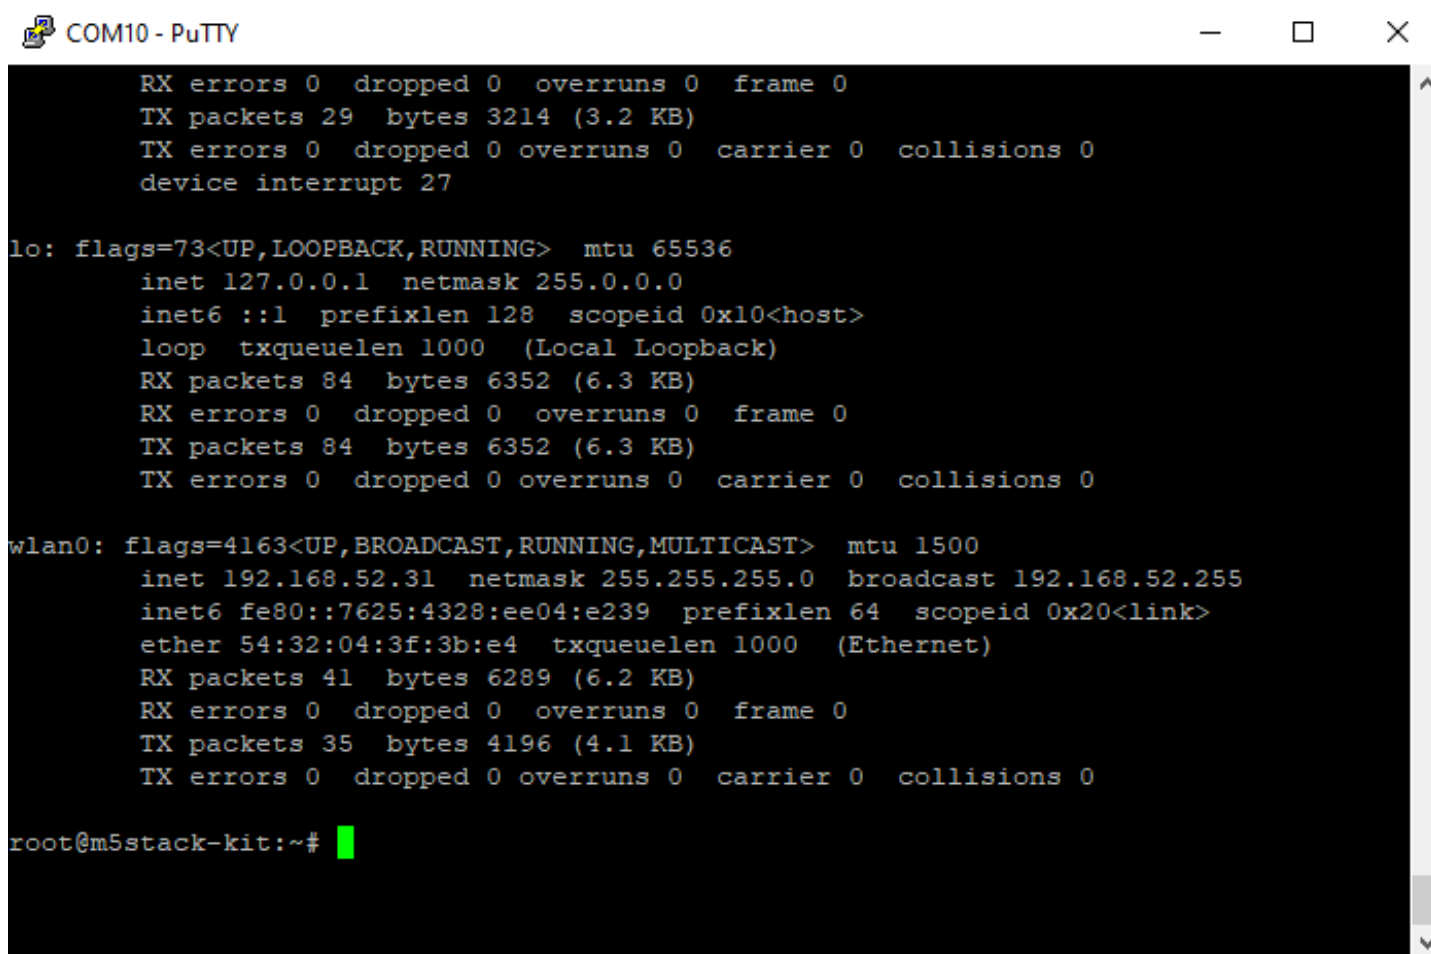 COM10 - PuTTY
RX errors 0  dropped 0  overruns 0  frame 0
TX packets 29  bytes 3214 (3.2 KB)
TX errors 0  dropped 0 overruns 0  carrier 0  collisions 0
device interrupt 27
lo: flags=73<UP,LOOPBACK,RUNNING>  mtu 65536
inet 127.0.0.1  netmask 255.0.0.0
inet6 ::1  prefixlen 128  scopeid 0x10<host>
loop  txqueuelen 1000  (Local Loopback)
RX packets 84  bytes 6352 (6.3 KB)
RX errors 0  dropped 0  overruns 0  frame 0
TX packets 84  bytes 6352 (6.3 KB)
TX errors 0  dropped 0 overruns 0  carrier 0  collisions 0
wlan0: flags=4163<UP,BROADCAST,RUNNING,MULTICAST>  mtu 1500
inet 192.168.52.31  netmask 255.255.255.0  broadcast 192.168.52.255
inet6 fe80::7625:4328:ee04:e239  prefixlen 64  scopeid 0x20<link>
ether 54:32:04:3f:3b:e4  txqueuelen 1000  (Ethernet)
RX packets 41  bytes 6289 (6.2 KB)
RX errors 0  dropped 0  overruns 0  frame 0
TX packets 35  bytes 4196 (4.1 KB)
TX errors 0  dropped 0 overruns 0  carrier 0  collisions 0
root@m5stack-kit:~#